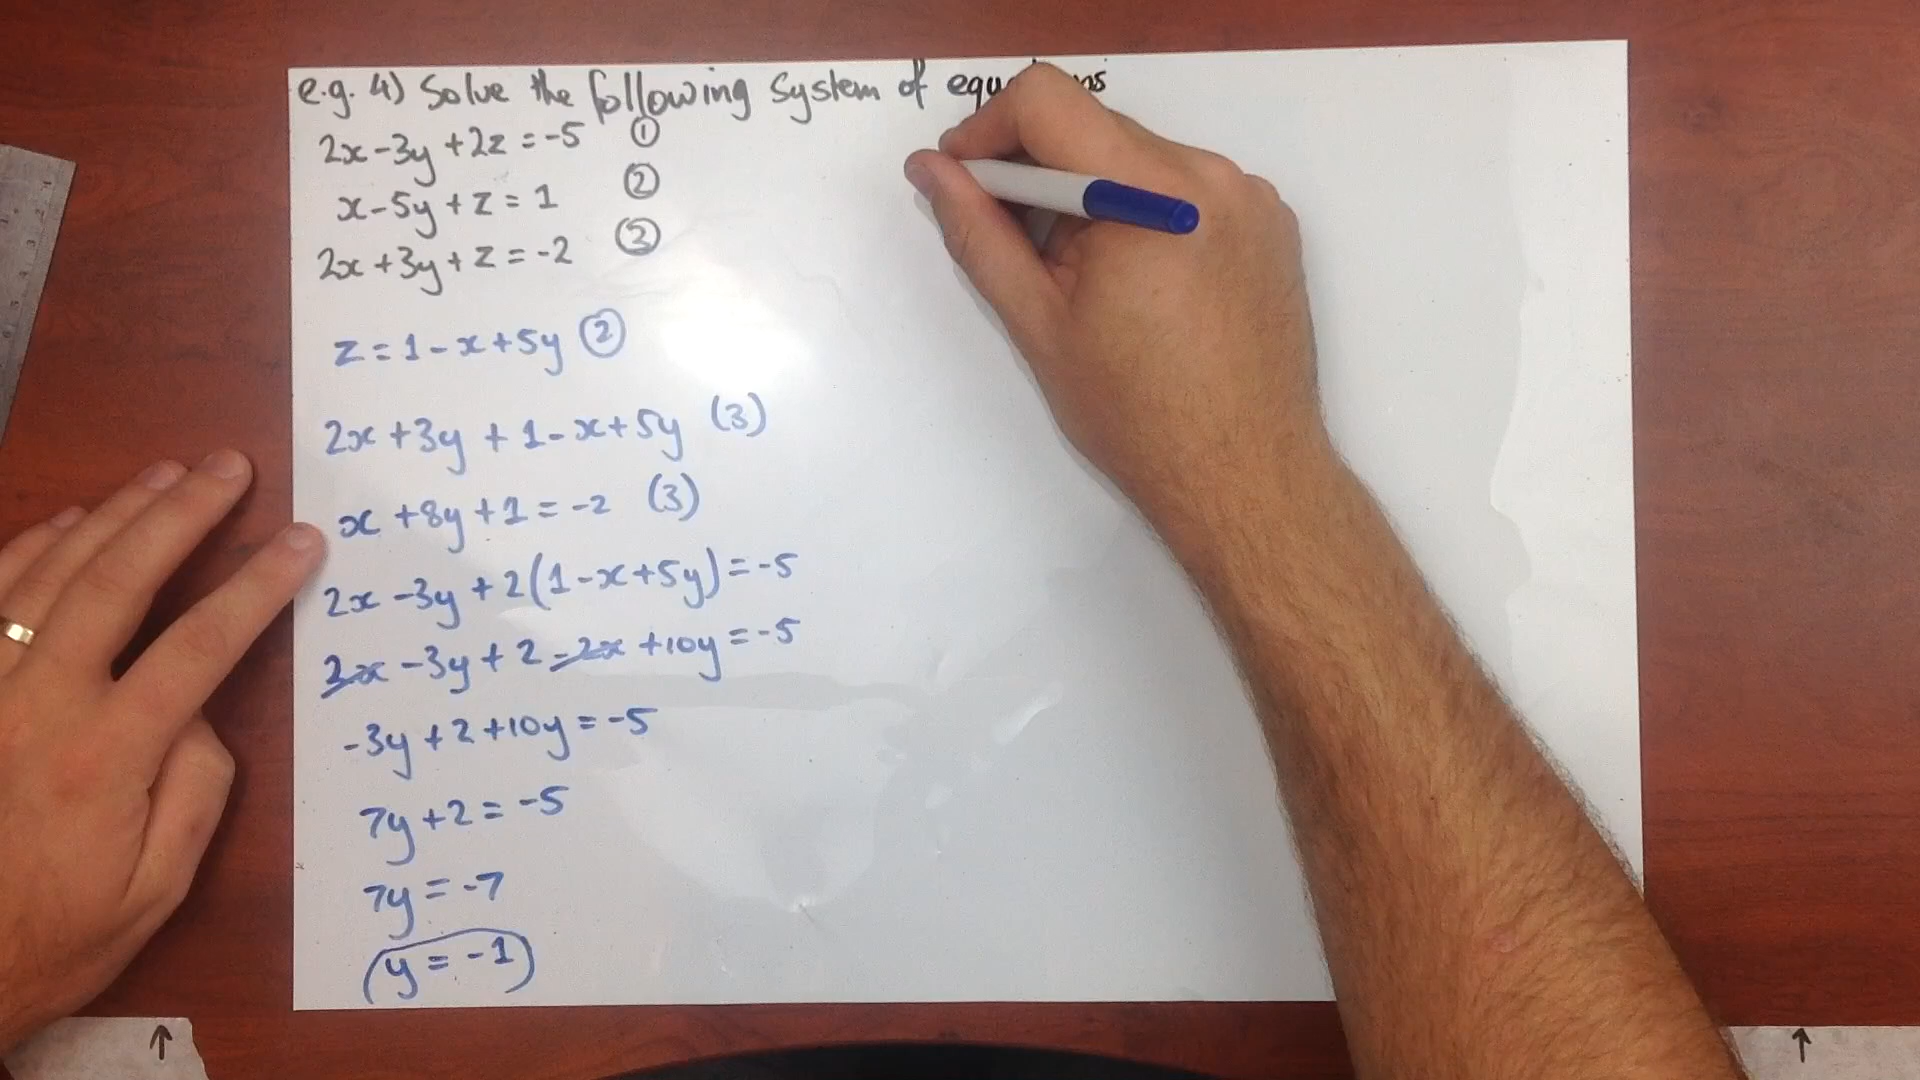 e.g. 4) Solve the following system of
2x-3y+2z=-5 ①
x-5y+z=1 ②
2x+3y+z=-2 ③
z=1-x+5y ②
2x+3y+1-x+5y (3)
x+8y+1=-2 (3)
2x-3y+2(1-x+5y)=-5
2x-3y+2-2x+10y=-5
-3y+2+10y=-5
7y+2=-5
7y=-7
y=-1
↑ ↑